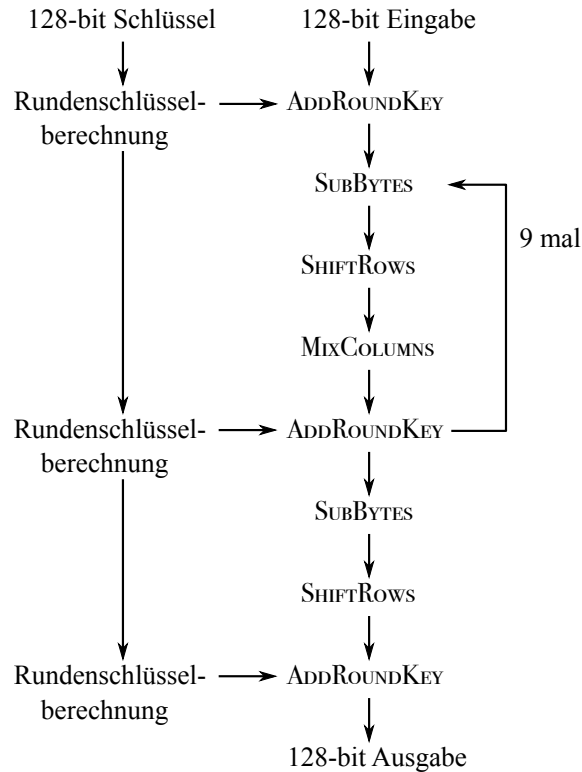 128-bit Schlüssel
128-bit Eingabe
Rundenschlüssel-
berechnung
AddRoundKey
SubBytes
9 mal
ShiftRows
MixColumns
Rundenschlüssel-
berechnung
AddRoundKey
SubBytes
ShiftRows
Rundenschlüssel-
berechnung
AddRoundKey
128-bit Ausgabe